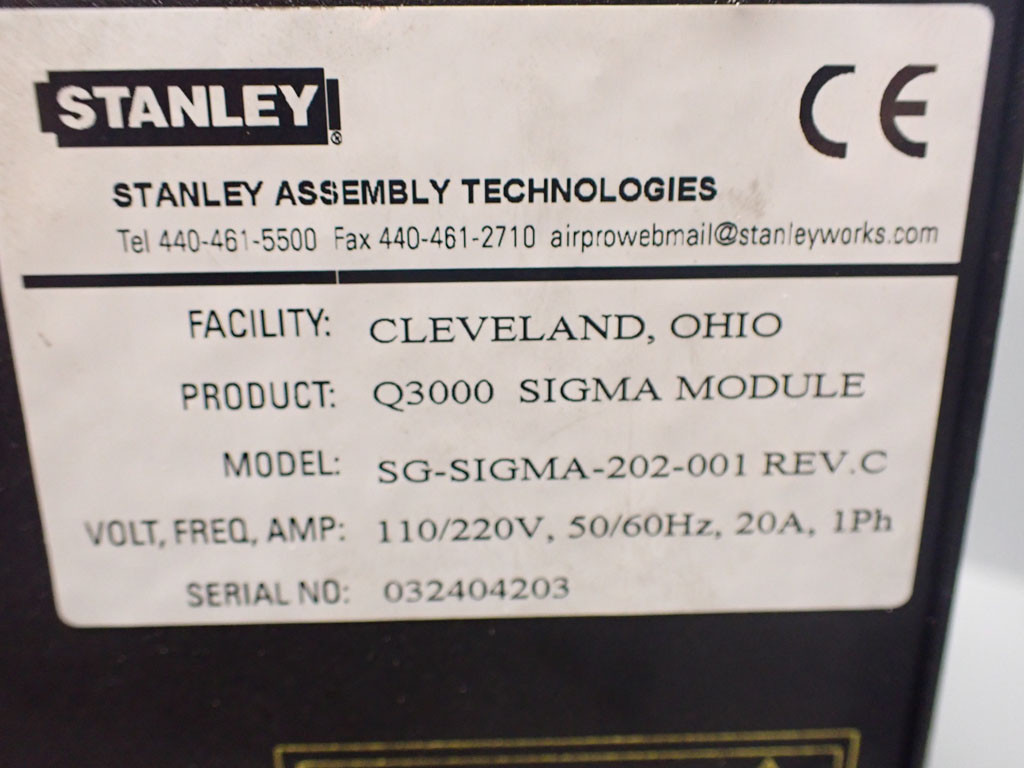 STANLEY®
CE
STANLEY ASSEMBLY TECHNOLOGIES
Tel 440-461-5500 Fax 440-461-2710 airprowebmail@stanleyworks.com
FACILITY: CLEVELAND, OHIO
PRODUCT: Q3000 SIGMA MODULE
MODEL: SG-SIGMA-202-001 REV.C
VOLT, FREQ, AMP: 110/220V, 50/60Hz, 20A, 1Ph
SERIAL NO: 032404203